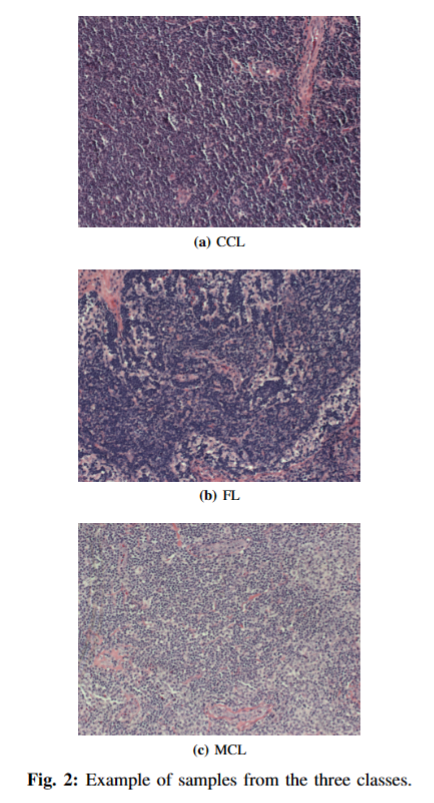 (a) CCL
(b) FL
(c) MCL
Fig. 2: Example of samples from the three classes.